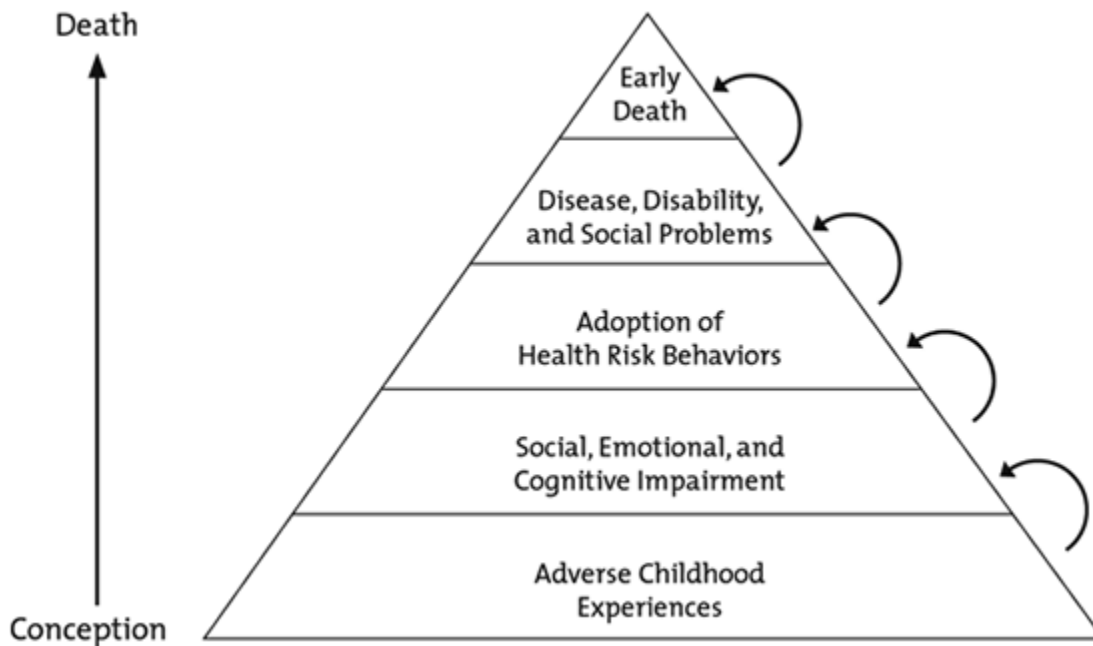 Death
Early
Death
Disease, Disability,
and Social Problems
Adoption of
Health Risk Behaviors
Social, Emotional, and
Cognitive Impairment
Adverse Childhood
Experiences
Conception